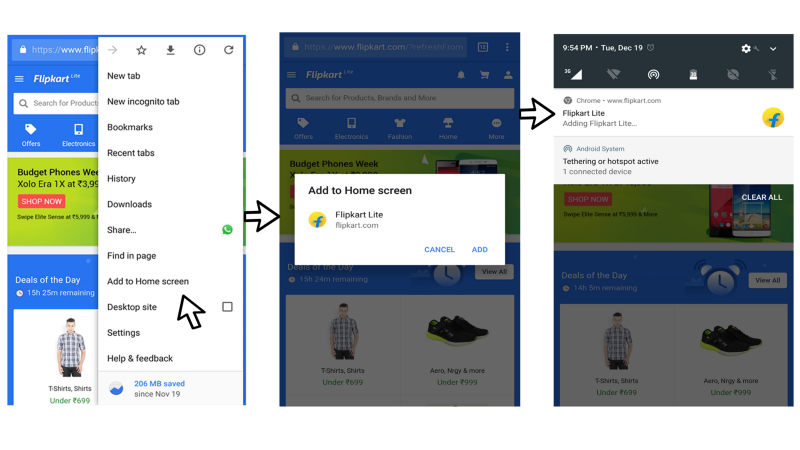 https://www.flipl
Flipkart Lite
Search for Product
Offers
Electronics
Budget Phones Wee
Xolo Era 1X at ₹3,99
SHOP NOW
Swipe Elite Sense at ₹5,999 &
Deals of the Day
15h 25m remaining
T-Shirts, Shirts
Under ₹699
New tab
New incognito tab
Bookmarks
Recent tabs
History
Downloads
Share...
Find in page
Add to Home screen
Desktop site
Settings
Help & feedback
206 MB saved
since Nov 19
https://www.flipkart.com/?
12
Flipkart Lite
Search for Products, Brands and More
Offers
Electronics
Fashion
Home
More
Budget Phones Week
Add to Home screen
Flipkart Lite
flipkart.com
CANCEL
ADD
Deals of the Day
15h 24m remaining
View All
T-Shirts, Shirts
Under ₹699
Aero, Nrgy & more
Under ₹999
9:54 PM • Tue, Dec 19
3G
Chrome • www.flipkart.com
Flipkart Lite
Adding Flipkart Lite...
Android System
Tethering or hotspot active
1 connected device
SHOP NOW
CLEAR ALL
Swipe Elite Sense at ₹5,999 & More
Deals of the Day
14h 5m remaining
View All
T-Shirts, Shirts
Under ₹699
Aero, Nrgy & more
Under ₹999